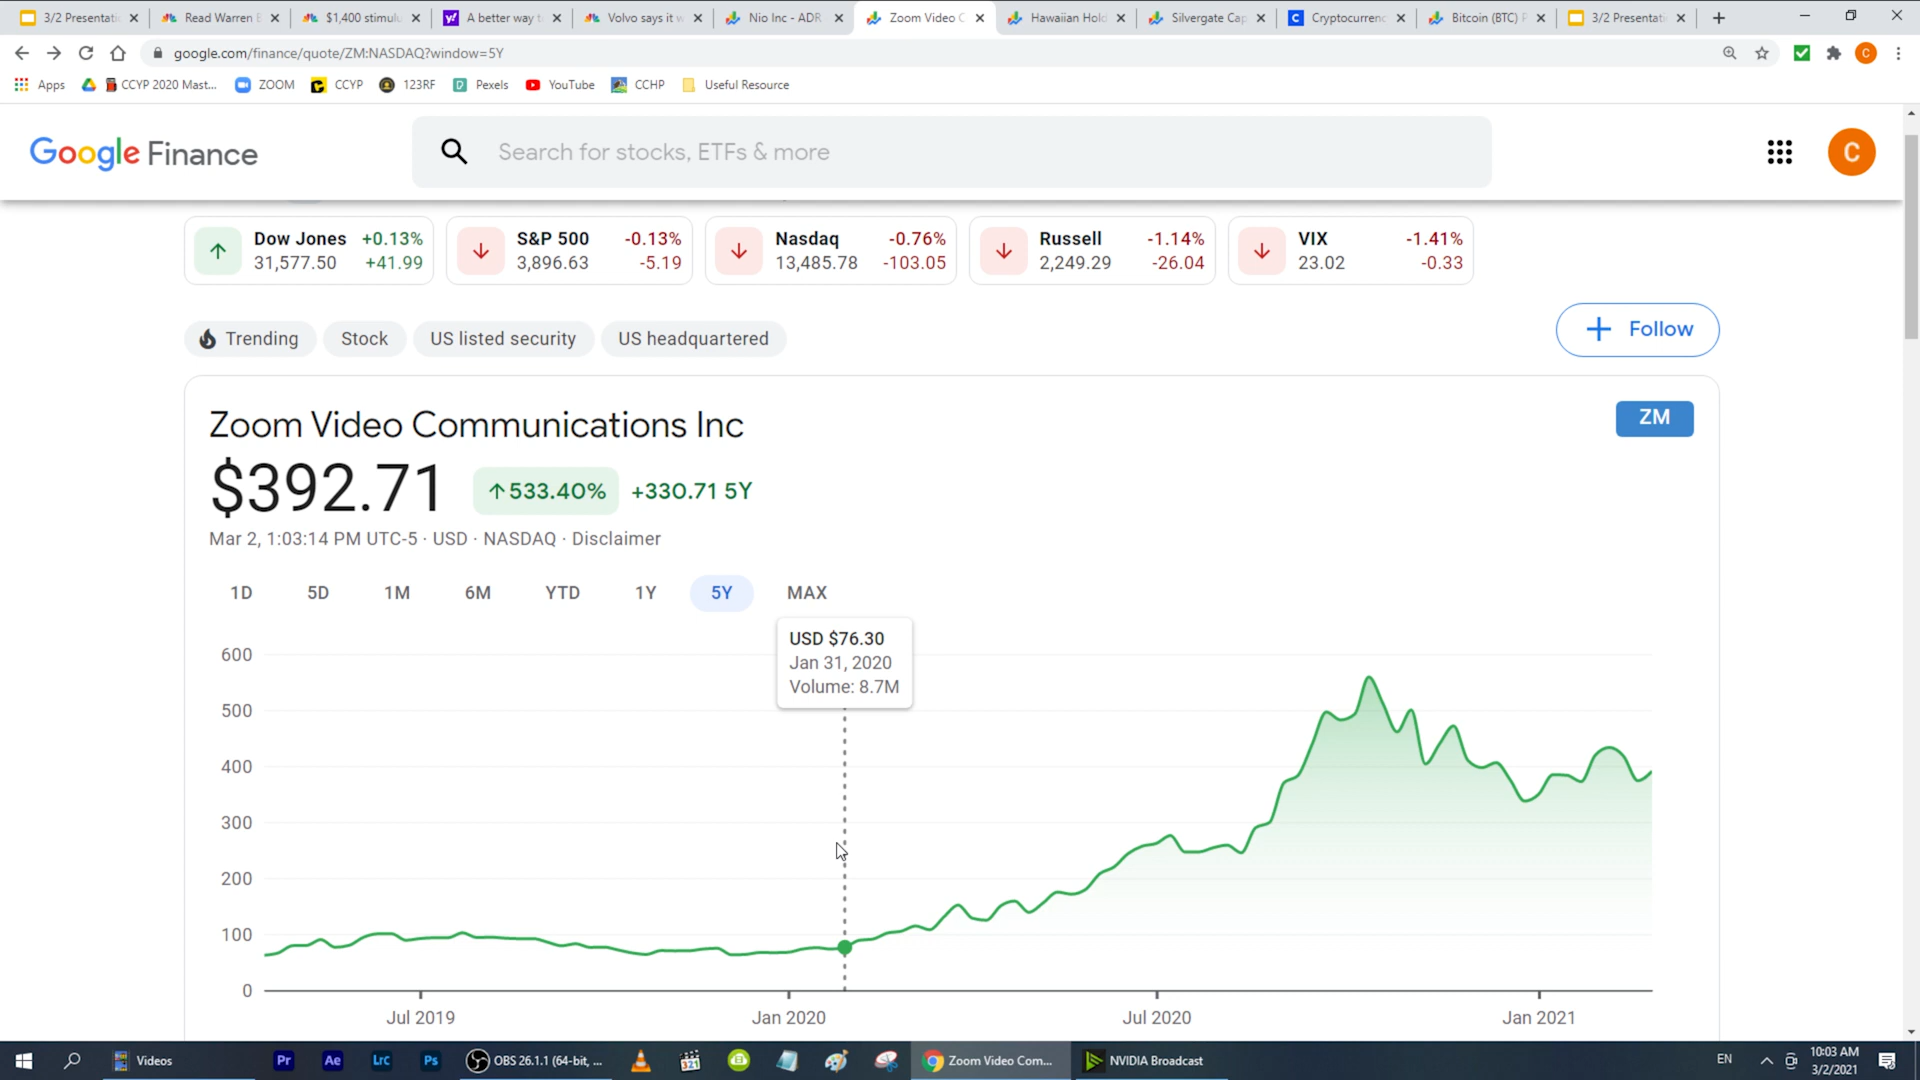 3/2 Presentati
Read Warren B
$1,400 stimulu
A better way t
Volvo says it w
Nio Inc - ADR
Zoom Video C
Hawaiian Hold
Silvergate Cap
Cryptocurrenc
Bitcoin (BTC) P
3/2 Presentati
google.com/finance/quote/ZM:NASDAQ?window=5Y
C
Apps
CCYP 2020 Mast...
ZOOM
CCYP
123RF
Pexels
YouTube
CCHP
Useful Resource
Google Finance
Search for stocks, ETFs & more
C
Dow Jones +0.13%
31,577.50 +41.99
S&P 500 -0.13%
3,896.63 -5.19
Nasdaq -0.76%
13,485.78 -103.05
Russell -1.14%
2,249.29 -26.04
VIX -1.41%
23.02 -0.33
Trending
Stock
US listed security
US headquartered
+ Follow
Zoom Video Communications Inc
ZM
$392.71 ↑533.40% +330.71 5Y
Mar 2, 1:03:14 PM UTC-5 · USD · NASDAQ · Disclaimer
1D 5D 1M 6M YTD 1Y 5Y MAX
USD $76.30
Jan 31, 2020
Volume: 8.7M
600
500
400
300
200
100
0
Jul 2019 Jan 2020 Jul 2020 Jan 2021
Videos
Pr
Ae
Lrc
Ps
OBS 26.1.1 (64-bit, ...
321
Zoom Video Com...
NVIDIA Broadcast
EN
10:03 AM
3/2/2021